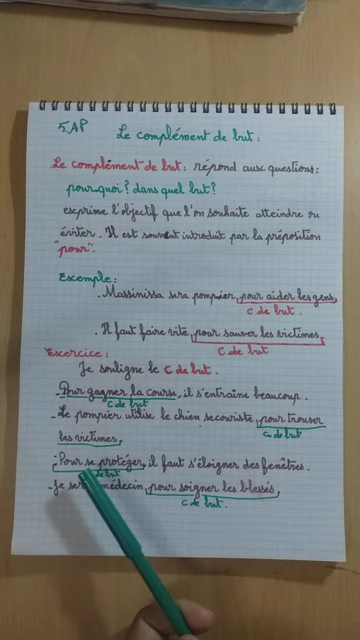 5AP Le complément de but :
Le complément de but : répond aux questions :
pourquoi ? dans quel but ?
exprime l'objectif que l'on souhaite atteindre ou
éviter. Il est souvent introduit par la préposition
"pour".
Exemple :
. Massinissa sera pompier, pour aider les gens.
C de but.
. Il faut faire vite, pour sauver les victimes,
C de but
Exercice :
Je souligne le C de but.
- Pour gagner la course, il s'entraîne beaucoup.
C de but
- Le pompier utilise le chien secouriste, pour trouver
C de but
les victimes,
- Pour se protéger, il faut s'éloigner des fenêtres.
de but
- Je médecin, pour soigner les blessés,
C de but.